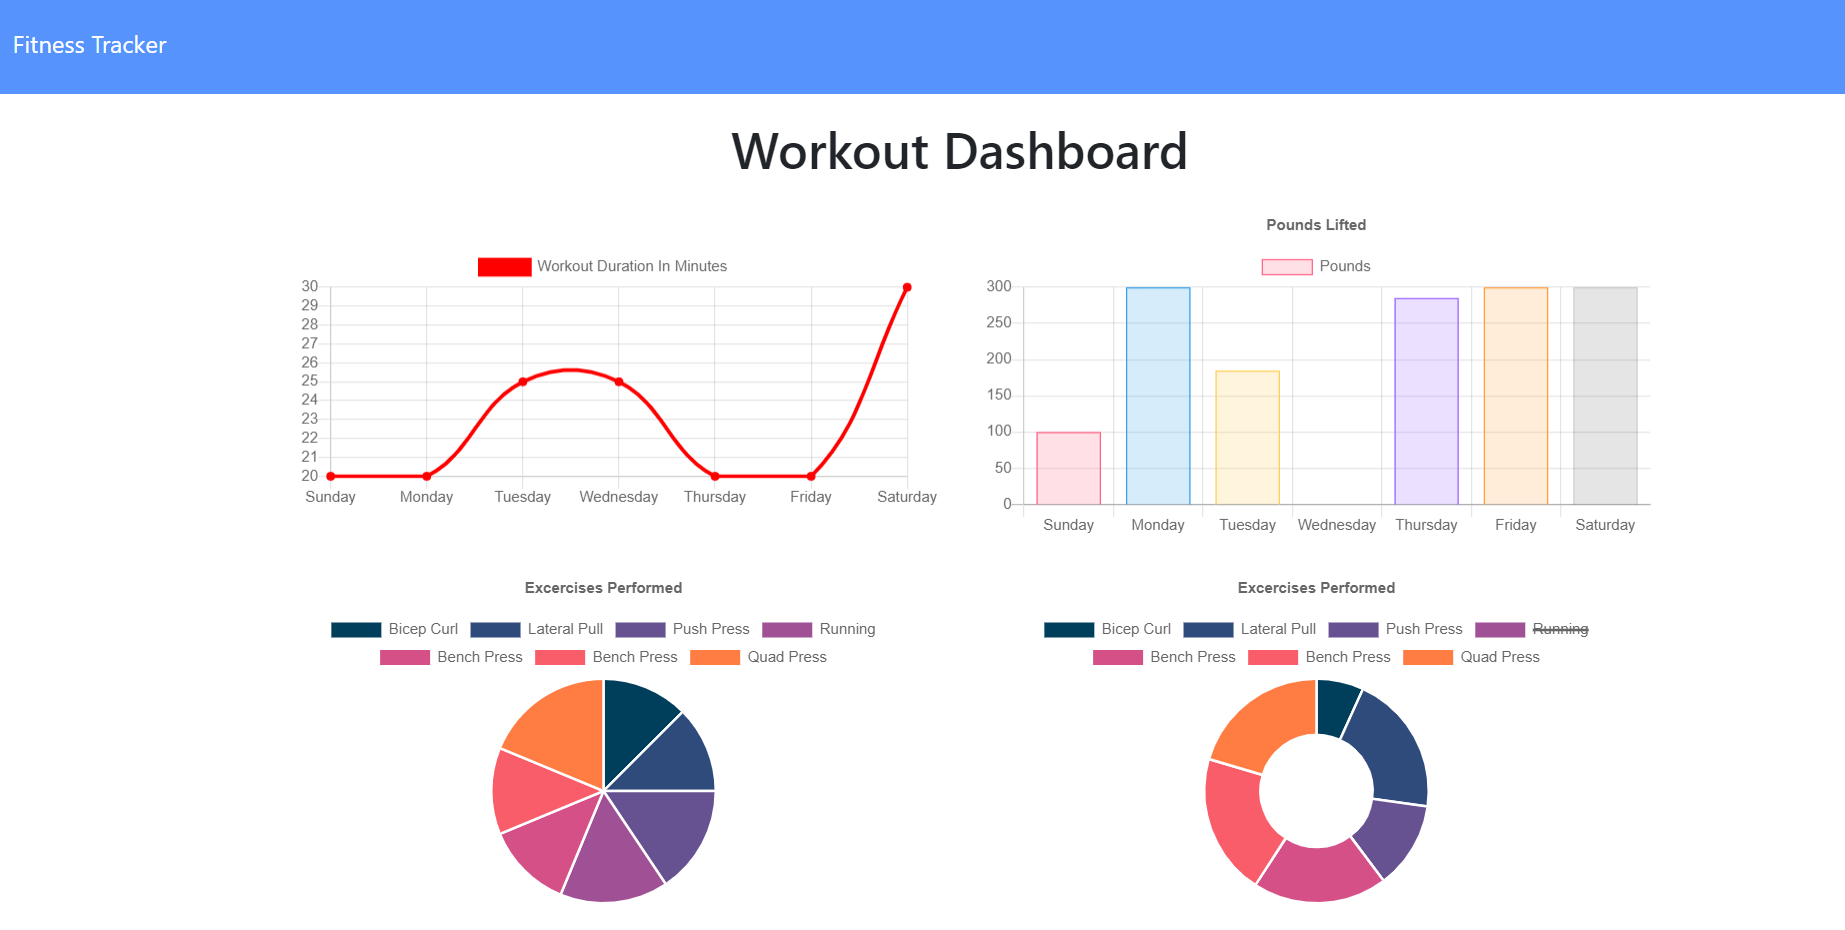 Fitness Tracker
Workout Dashboard
Workout Duration In Minutes
30
29
28
27
26
25
24
23
22
21
20
Sunday Monday Tuesday Wednesday Thursday Friday Saturday
Pounds Lifted
Pounds
300
250
200
150
100
50
0
Sunday Monday Tuesday Wednesday Thursday Friday Saturday
Excercises Performed
Bicep Curl Lateral Pull Push Press Running
Bench Press Bench Press Quad Press
Excercises Performed
Bicep Curl Lateral Pull Push Press Running
Bench Press Bench Press Quad Press